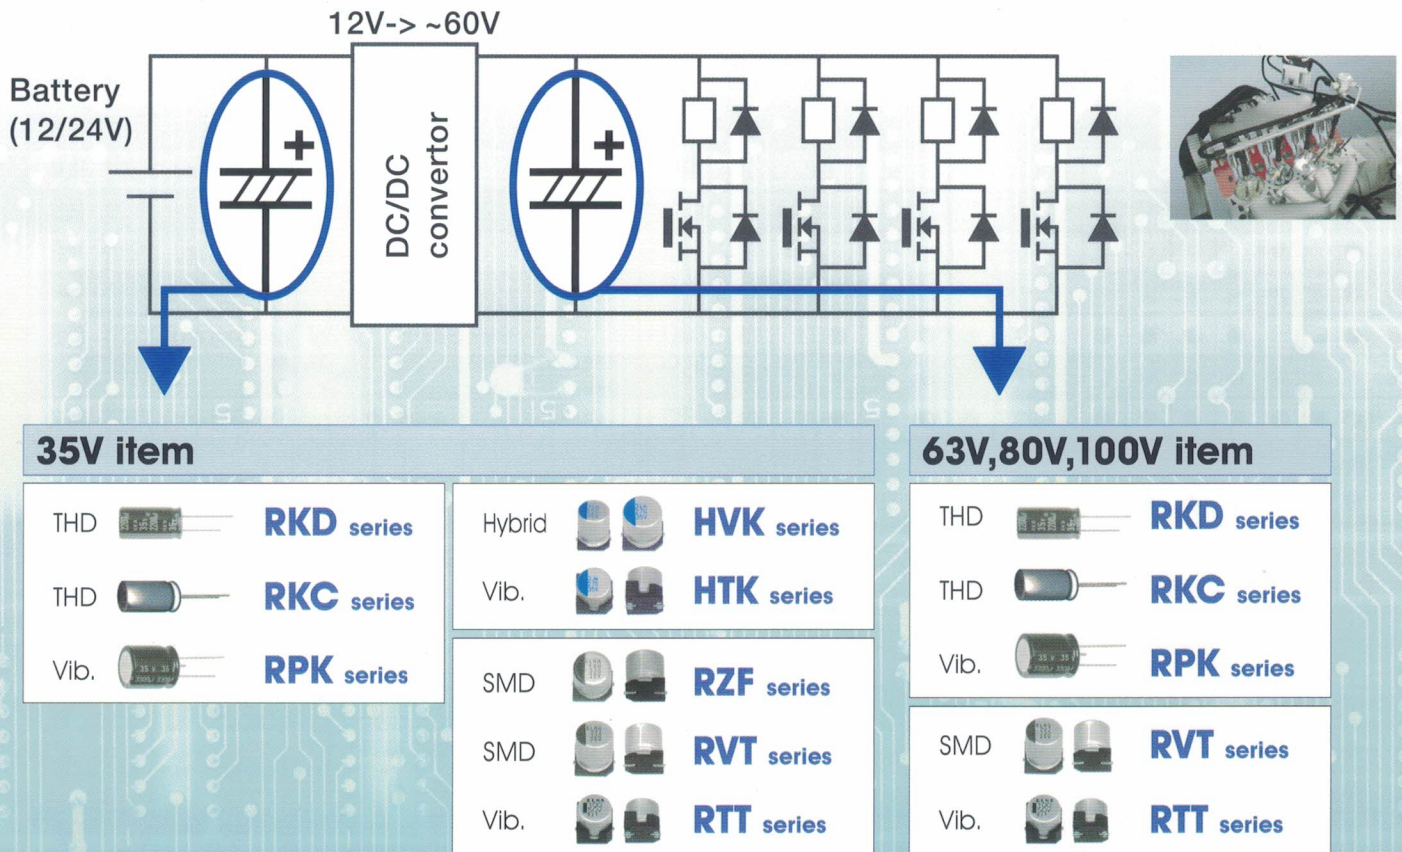 12V-> ~60V
Battery
(12/24V)
+
DC/DC
convertor
+
35V item
THD RKD series
THD RKC series
Vib. RPK series
Hybrid HVK series
Vib. HTK series
SMD RZF series
SMD RVT series
Vib. RTT series
63V,80V,100V item
THD RKD series
THD RKC series
Vib. RPK series
SMD RVT series
Vib. RTT series